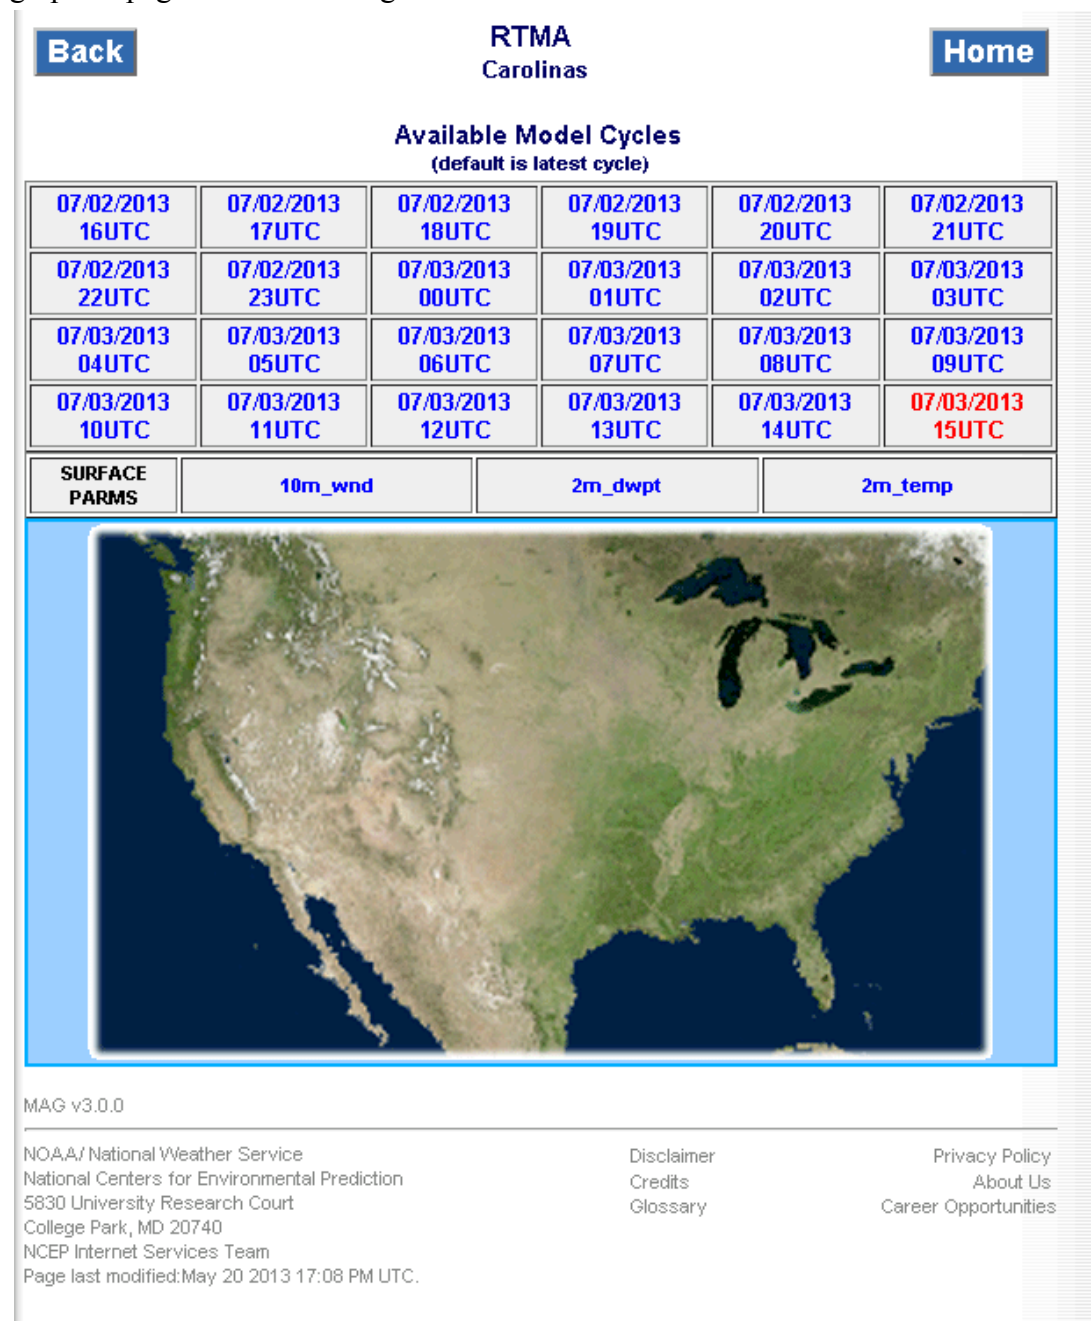 Back
RTMA
Carolinas
Home
Available Model Cycles
(default is latest cycle)
07/02/2013 16UTC
07/02/2013 17UTC
07/02/2013 18UTC
07/02/2013 19UTC
07/02/2013 20UTC
07/02/2013 21UTC
07/02/2013 22UTC
07/02/2013 23UTC
07/03/2013 00UTC
07/03/2013 01UTC
07/03/2013 02UTC
07/03/2013 03UTC
07/03/2013 04UTC
07/03/2013 05UTC
07/03/2013 06UTC
07/03/2013 07UTC
07/03/2013 08UTC
07/03/2013 09UTC
07/03/2013 10UTC
07/03/2013 11UTC
07/03/2013 12UTC
07/03/2013 13UTC
07/03/2013 14UTC
07/03/2013 15UTC
SURFACE PARMS
10m_wnd
2m_dwpt
2m_temp
MAG v3.0.0
NOAA/ National Weather Service
National Centers for Environmental Prediction
5830 University Research Court
College Park, MD 20740
NCEP Internet Services Team
Page last modified:May 20 2013 17:08 PM UTC.
Disclaimer
Credits
Glossary
Privacy Policy
About Us
Career Opportunities